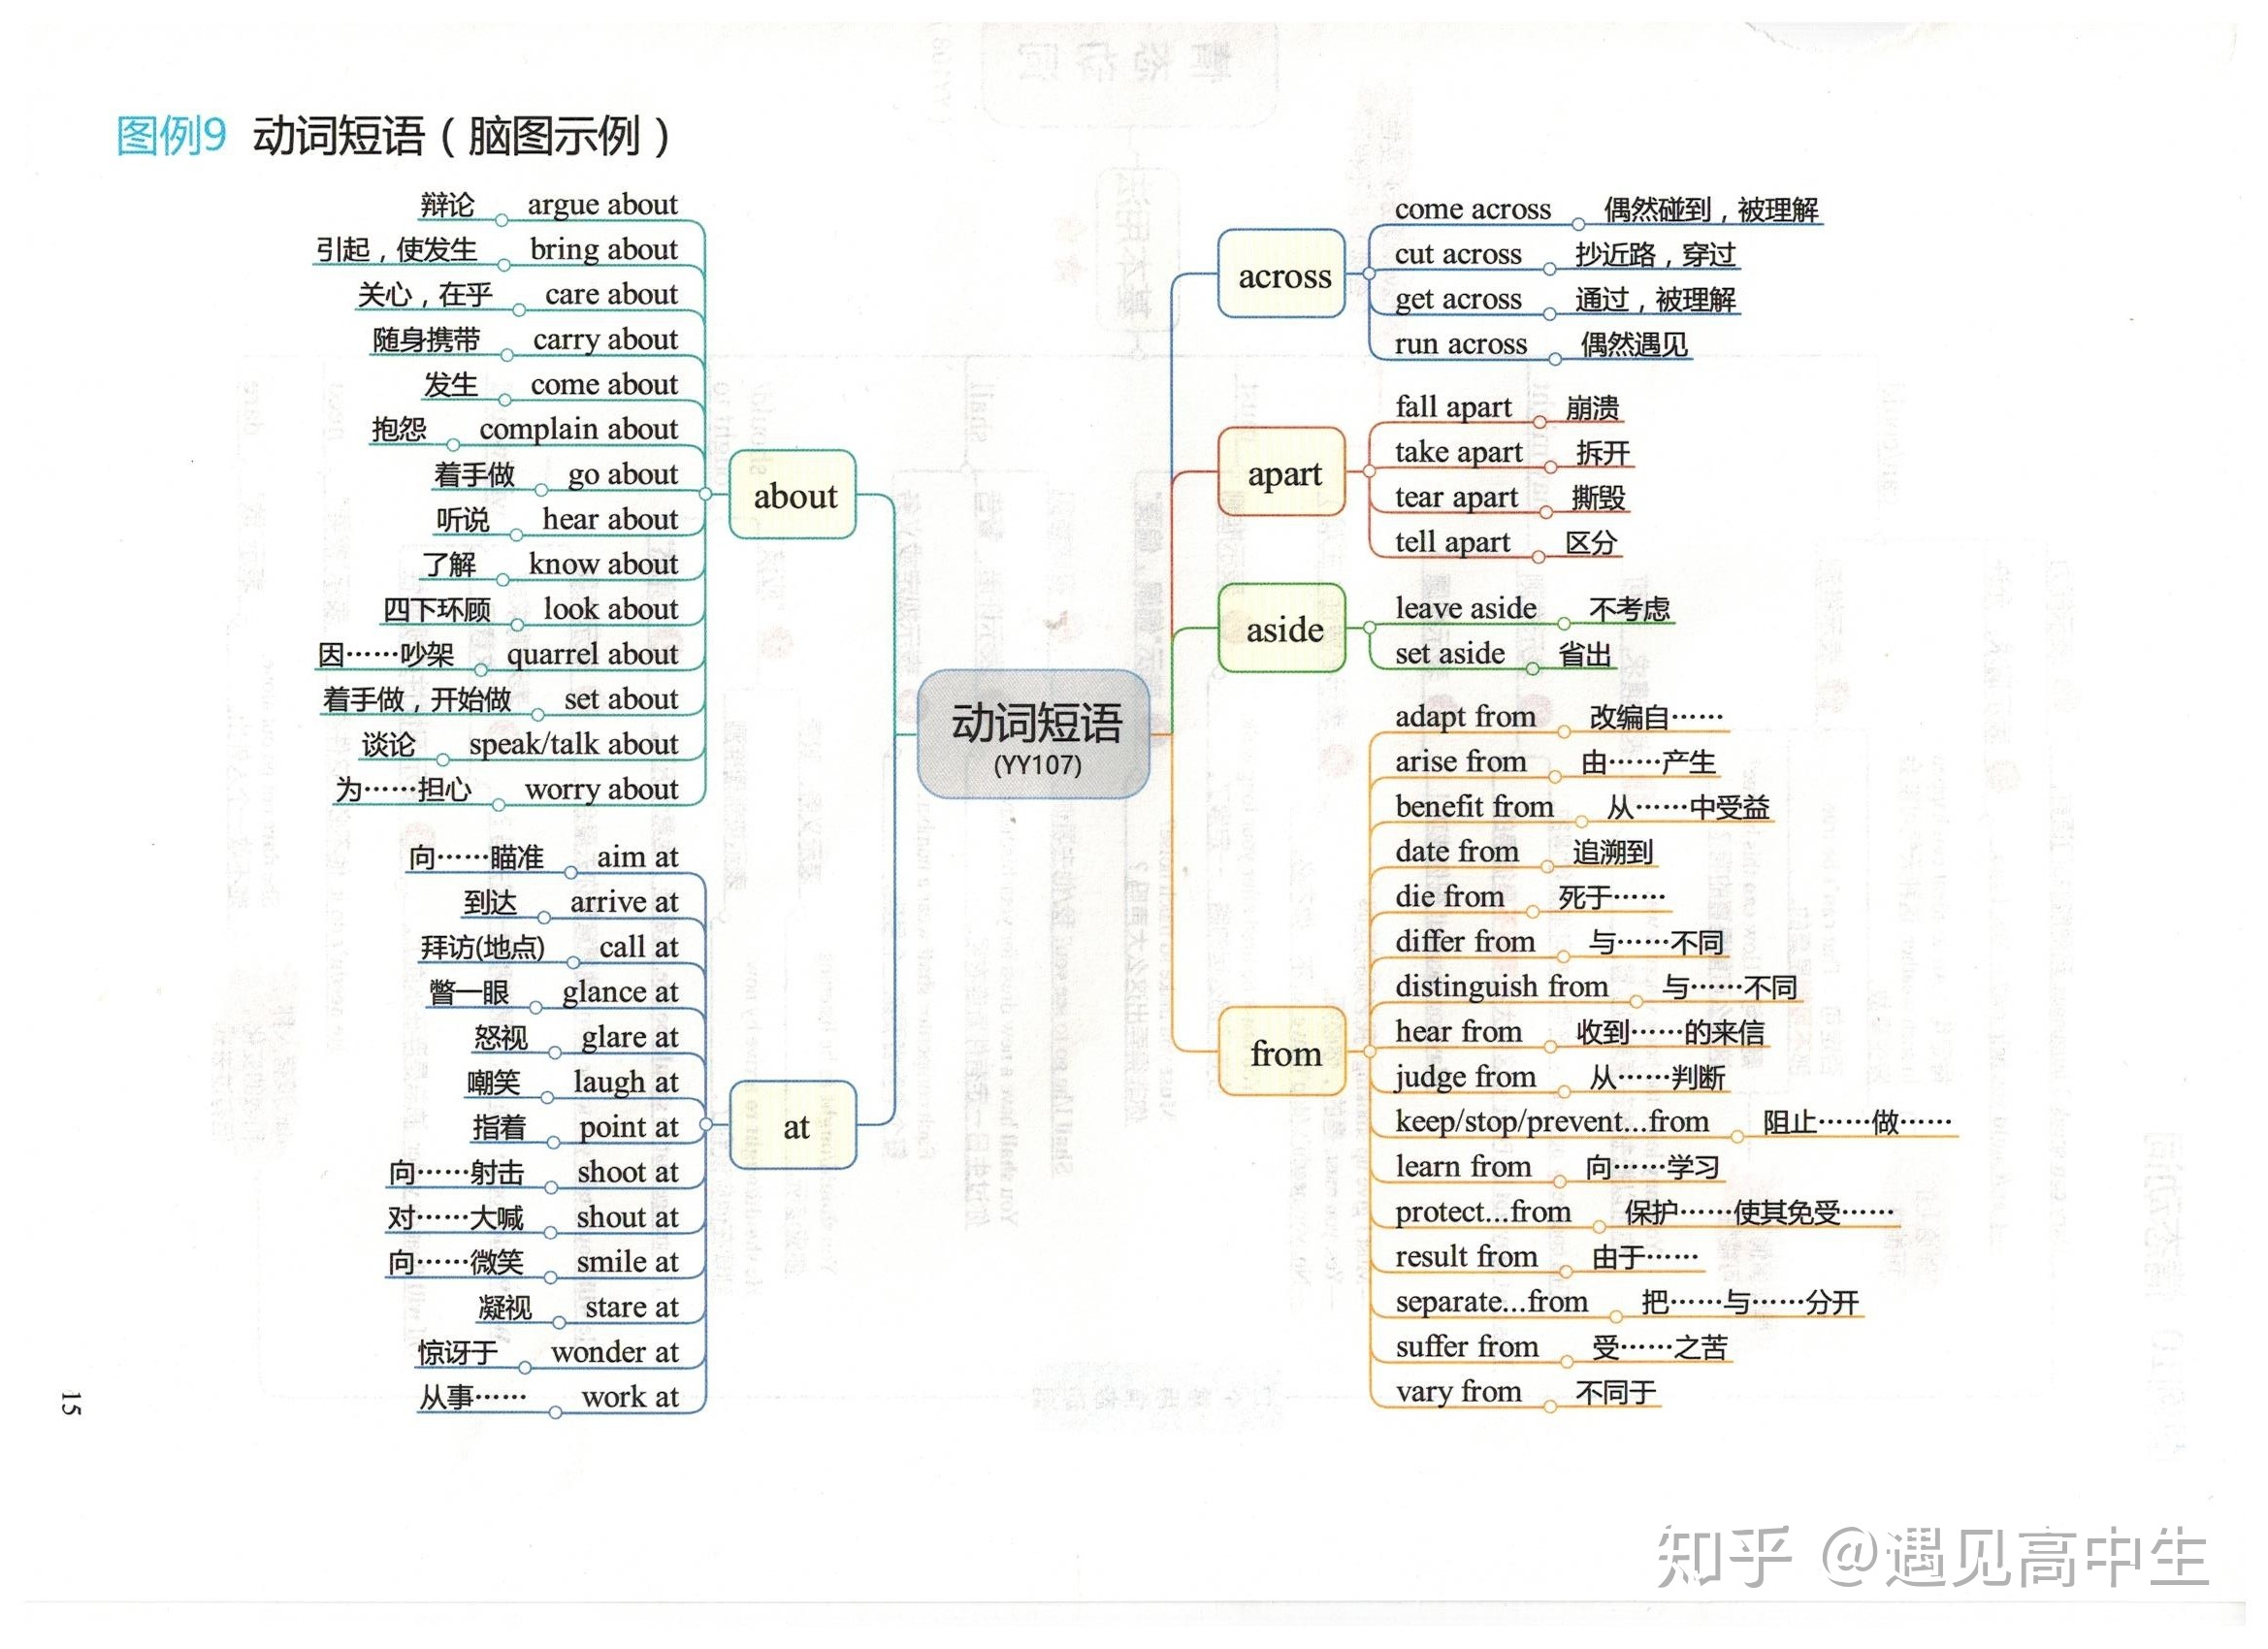 图例9 动词短语（脑图示例）
辩论 argue about
引起，使发生 bring about
关心，在乎 care about
随身携带 carry about
发生 come about
抱怨 complain about
着手做 go about
听说 hear about
了解 know about
四下环顾 look about
因……吵架 quarrel about
着手做，开始做 set about
谈论 speak/talk about
为……担心 worry about
about
向……瞄准 aim at
到达 arrive at
拜访(地点) call at
瞥一眼 glance at
怒视 glare at
嘲笑 laugh at
指着 point at
向……射击 shoot at
对……大喊 shout at
向……微笑 smile at
凝视 stare at
惊讶于 wonder at
从事…… work at
at
动词短语
(YY107)
across
come across 偶然碰到，被理解
cut across 抄近路，穿过
get across 通过，被理解
run across 偶然遇见
apart
fall apart 崩溃
take apart 拆开
tear apart 撕毁
tell apart 区分
aside
leave aside 不考虑
set aside 省出
from
adapt from 改编自……
arise from 由……产生
benefit from 从……中受益
date from 追溯到
die from 死于……
differ from 与……不同
distinguish from 与……不同
hear from 收到……的来信
judge from 从……判断
keep/stop/prevent...from 阻止……做……
learn from 向……学习
protect...from 保护……使其免受……
result from 由于……
separate...from 把……与……分开
suffer from 受……之苦
vary from 不同于
15
知乎 @遇见高中生